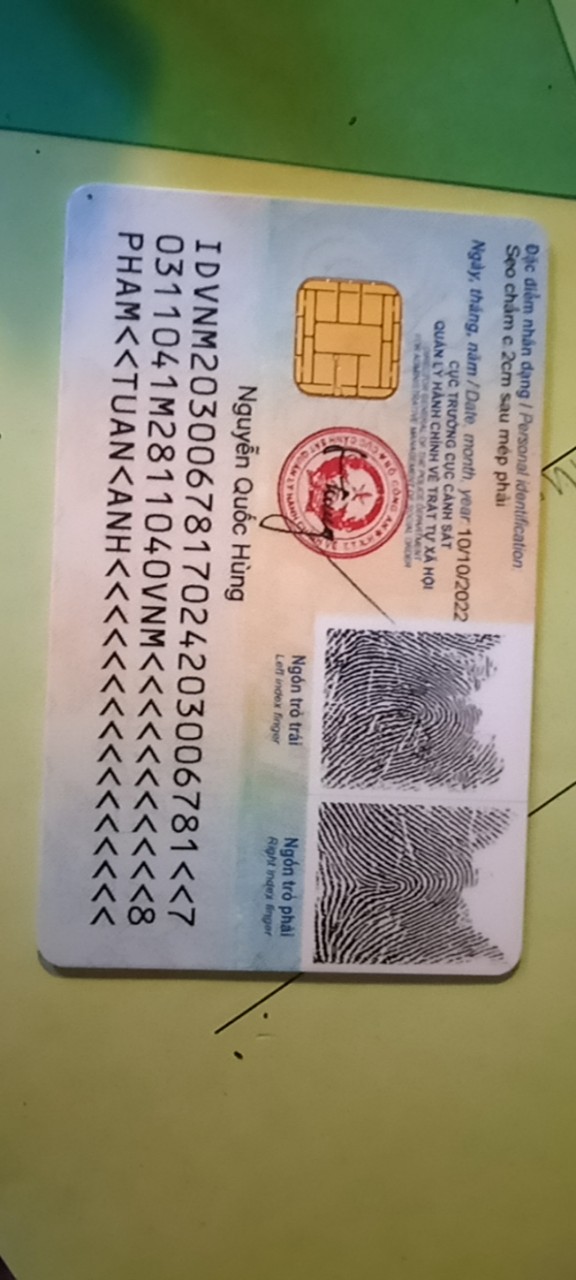 Đặc điểm nhân dạng / Personal identification:
Sẹo chấm c 2cm sau mép phải
Ngày, tháng, năm / Date, month, year: 10/10/2022
CỤC TRƯỞNG CỤC CẢNH SÁT
QUẢN LÝ HÀNH CHÍNH VỀ TRẬT TỰ XÃ HỘI
DIRECTOR GENERAL OF THE POLICE DEPARTMENT
FOR ADMINISTRATIVE MANAGEMENT OF SOCIAL ORDER
BỘ CÔNG AN
Ngón trỏ trái
Left index finger
Ngón trỏ phải
Right index finger
Nguyễn Quốc Hùng
IDVNM2030067817024203006781<<7
0311041M2811040VNM<<<<<<<<<<<8
PHAM<<TUAN<ANH<<<<<<<<<<<<<<<<